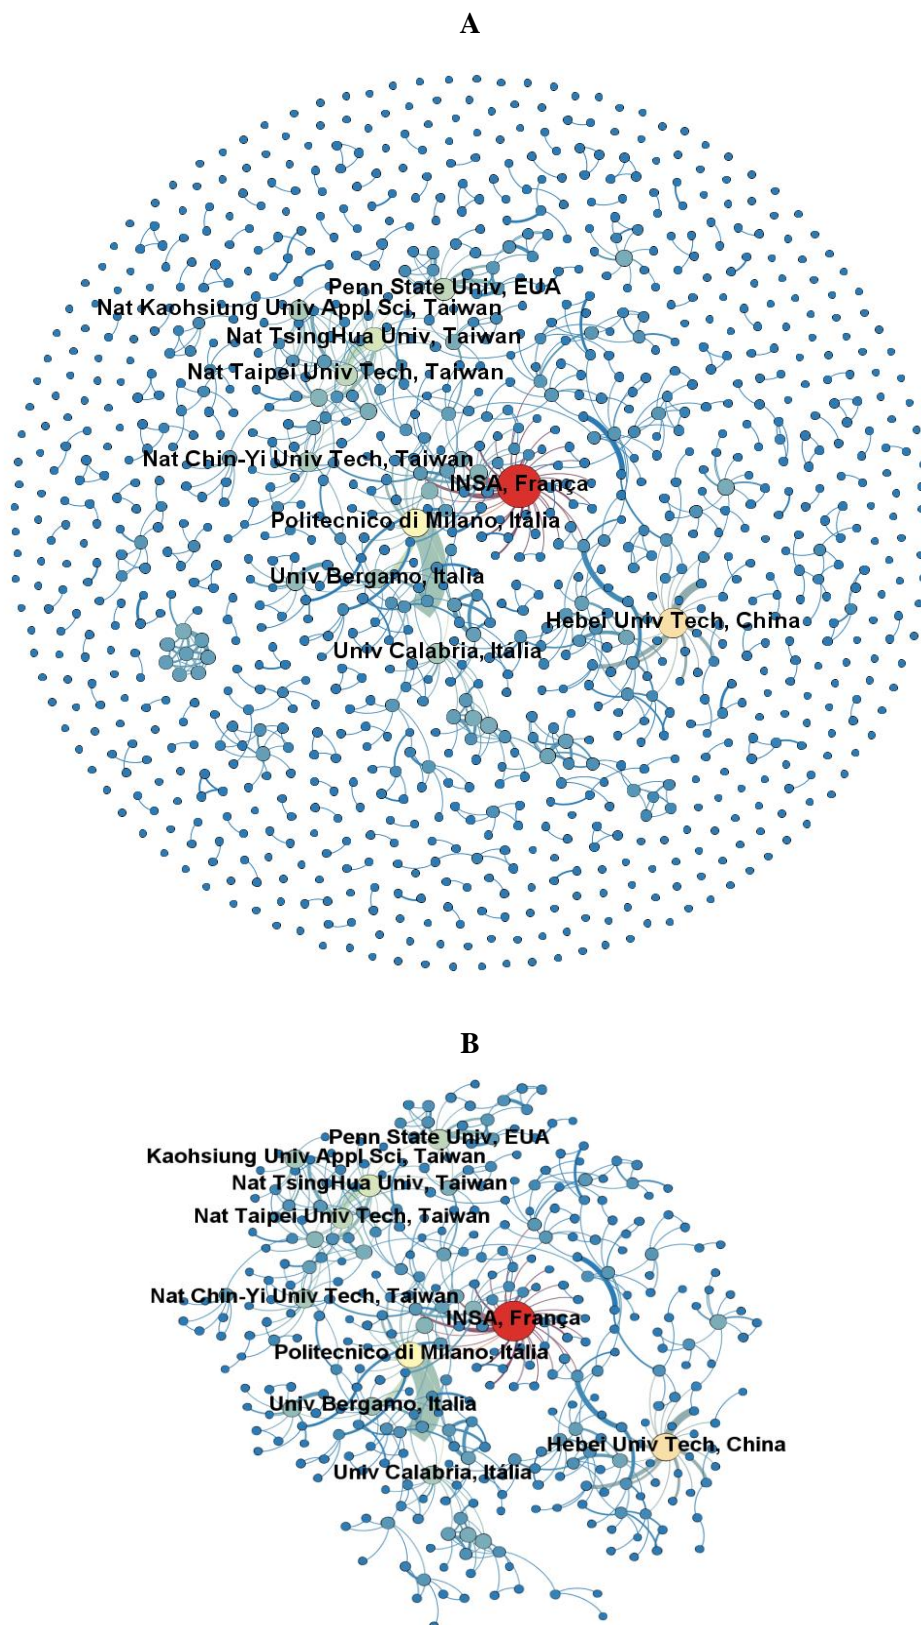 A
Penn State Univ, EUA
Nat Kaohsiung Univ Appl Sci, Taiwan
Nat TsingHua Univ, Taiwan
Nat Taipei Univ Tech, Taiwan
Nat Chin-Yi Univ Tech, Taiwan
INSA, França
Politecnico di Milano, Itália
Univ Bergamo, Italia
Hebei Univ Tech, China
Univ Calabria, Itália
B
Penn State Univ, EUA
Kaohsiung Univ Appl Sci, Taiwan
Nat TsingHua Univ, Taiwan
Nat Taipei Univ Tech, Taiwan
Nat Chin-Yi Univ Tech, Taiwan
INSA, França
Politecnico di Milano, Itália
Univ Bergamo, Italia
Hebei Univ Tech, China
Univ Calabria, Itália